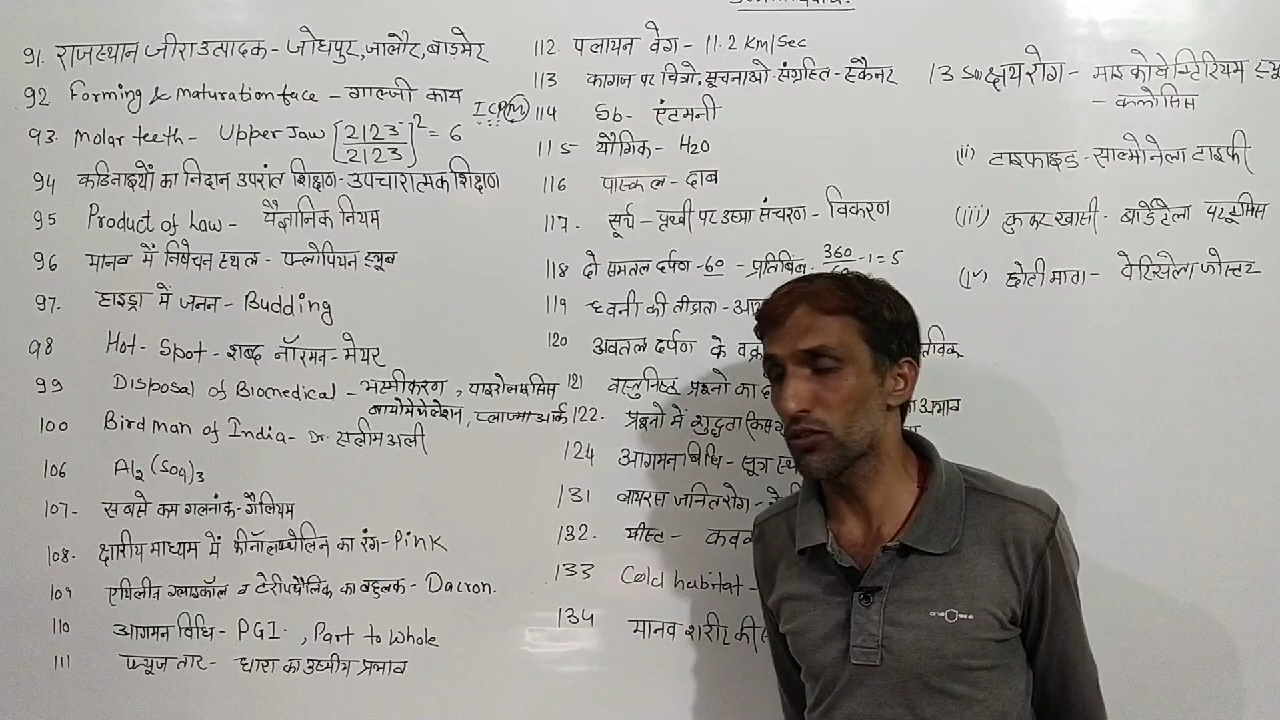 91. राजस्थान जीरा उत्पादक - जोधपुर, जालौर, बाड़मेर
92 Forming & maturation face - गाल्जी काय
I C P M
93. Molar teeth - Upper Jaw [2123/2123]² = 6
94 कठिनाइयों का निदान उपरांत शिक्षण - उपचारात्मक शिक्षण
95 Product of Law - वैज्ञानिक नियम
96 मानव में निषेचन स्थल - फ्लोपियन ट्यूब
97. हाइड्रा में जनन - Budding
98 Hot - Spot - शब्द नॉरमन - मेयर
99 Disposal of Biomedical - भस्मीकरण, पाइरोलाइसिस
प्लाज्मा आर्क
100 Bird man of India - Dr. सलीम अली
106 Al₂(SO₄)₃
107- सबसे कम गलनांक - गैलियम
108. क्षारीय माध्यम में फीनॉलफ्थेलिन का रंग - Pink
109 एथिलीन ग्लाइकॉल व टेरीफ्थैलिक का बहुलक - Dacron.
110 आगमन विधि - PGI , Part to Whole
111 फ्यूज तार - धारा का उष्मीय प्रभाव
112. पलायन वेग - 11.2 Km/Sec
113 कागज पर चित्रो, सूचनाओ संग्रहित - स्कैनर
114 Sb - एंटमनी
115 यौगिक - H₂O
116 पास्कल - दाब
117. सूर्य - पृथ्वी पर उष्मा संचरण - विकरण
118 दो समतल दर्पण - 60 - प्रतिबिंब - 360/60 - 1 = 5
119 ध्वनी की तीव्रता -
120 अवतल दर्पण के
121 वस्तुनिष्ठ प्रश्नो का
122. प्रश्नो में शुद्धता
124 आगमन विधि - सूत्र
131 वायरस जनित रोग -
132. यीस्ट - कवक
133 Cold habitat -
134 मानव शरीर की
135 (i) क्षय रोग - माइकोबेक्टिरियम ट्यू
- क्लोसिस
(ii) टाइफाइड - साल्मोनेला टाइफी
(iii) कुकर खासी - बार्डेटेला परटूसिस
(iv) छोटी माता - वेरिसेला जोस्टर